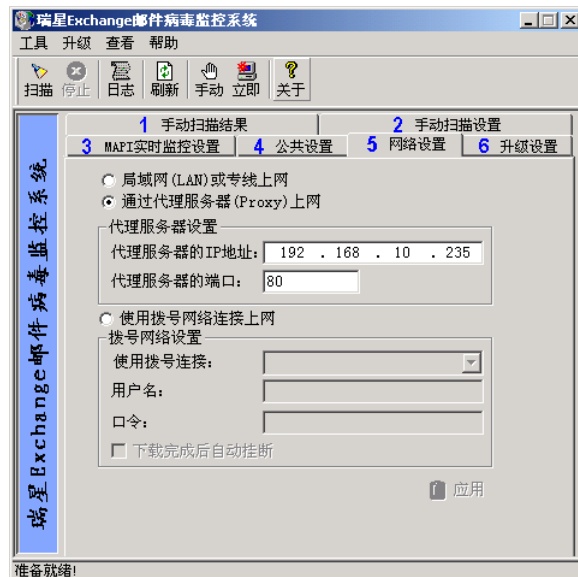 瑞星Exchange邮件病毒监控系统
工具 升级 查看 帮助
扫描 停止 日志 刷新 手动 立即 关于
1 手动扫描结果 2 手动扫描设置
3 MAPI实时监控设置 4 公共设置 5 网络设置 6 升级设置
瑞星Exchange邮件病毒监控系统
局域网(LAN)或专线上网
通过代理服务器(Proxy)上网
代理服务器设置
代理服务器的IP地址: 192 . 168 . 10 . 235
代理服务器的端口: 80
使用拨号网络连接上网
拨号网络设置
使用拨号连接:
用户名:
口令:
下载完成后自动挂断
应用
准备就绪!